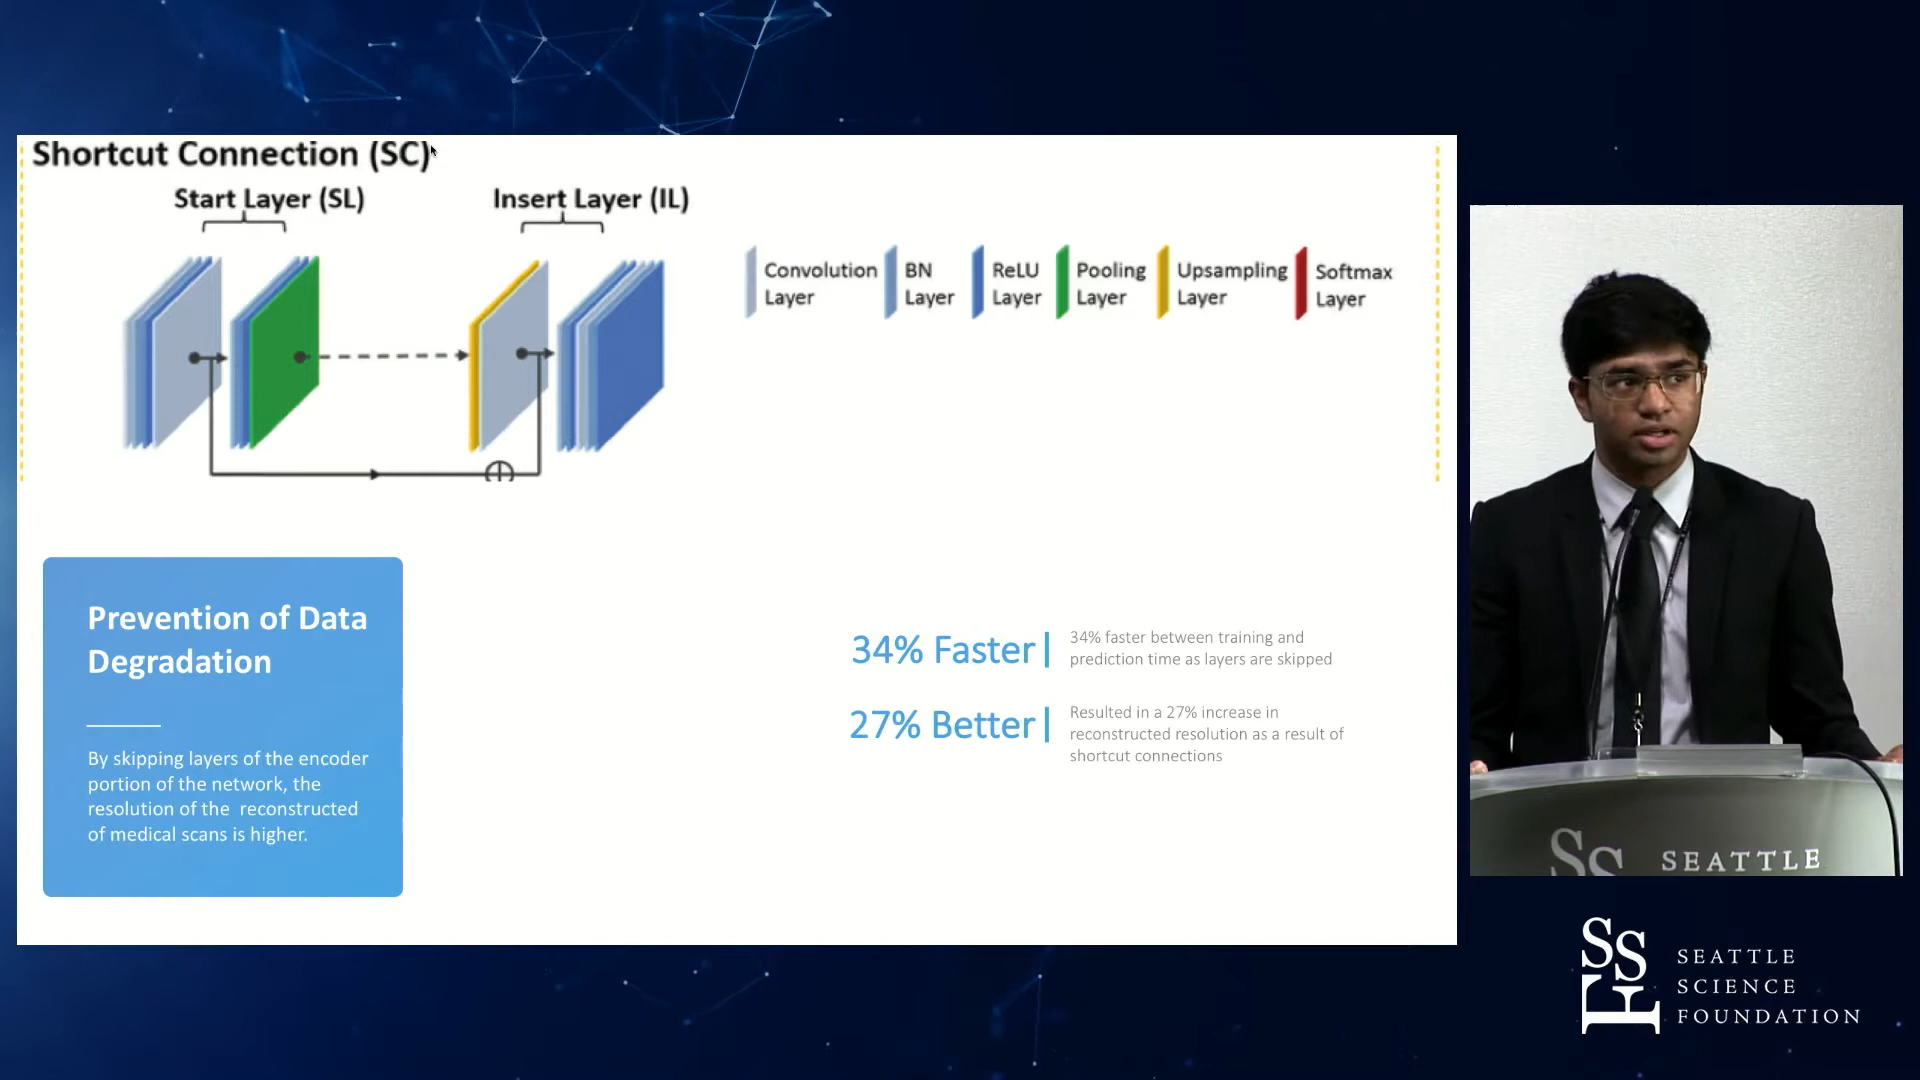 Shortcut Connection (SC)
Start Layer (SL)
Insert Layer (IL)
Convolution
Layer
BN
Layer
ReLU
Layer
Pooling
Layer
Upsampling
Layer
Softmax
Layer
Prevention of Data
Degradation
By skipping layers of the encoder
portion of the network, the
resolution of the  reconstructed
of medical scans is higher.
34% Faster
34% faster between training and
prediction time as layers are skipped
27% Better
Resulted in a 27% increase in
reconstructed resolution as a result of
shortcut connections
SS SEATTLE
SSF
SEATTLE
SCIENCE
FOUNDATION